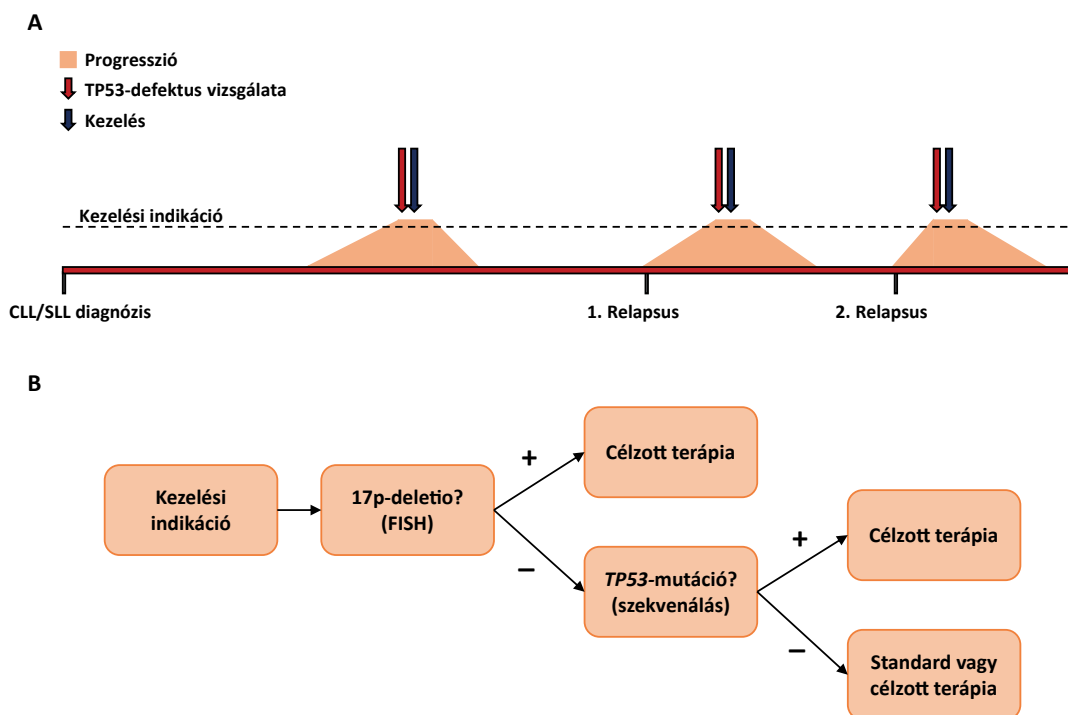 A
Progresszió
TP53-defektus vizsgálata
Kezelés
Kezelési indikáció
CLL/SLL diagnózis
1. Relapsus
2. Relapsus
B
Kezelési
indikáció
17p-deletio?
(FISH)
+
–
Célzott terápia
TP53-mutáció?
(szekvenálás)
+
–
Célzott terápia
Standard vagy
célzott terápia